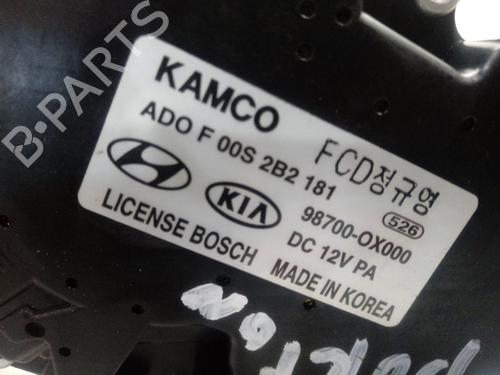 B-PARTS
KAMCO
ADO F 00S 2B2 181
FCD정규영
KIA
98700-OX000
526
LICENSE BOSCH
DC 12V PA
MADE IN KOREA